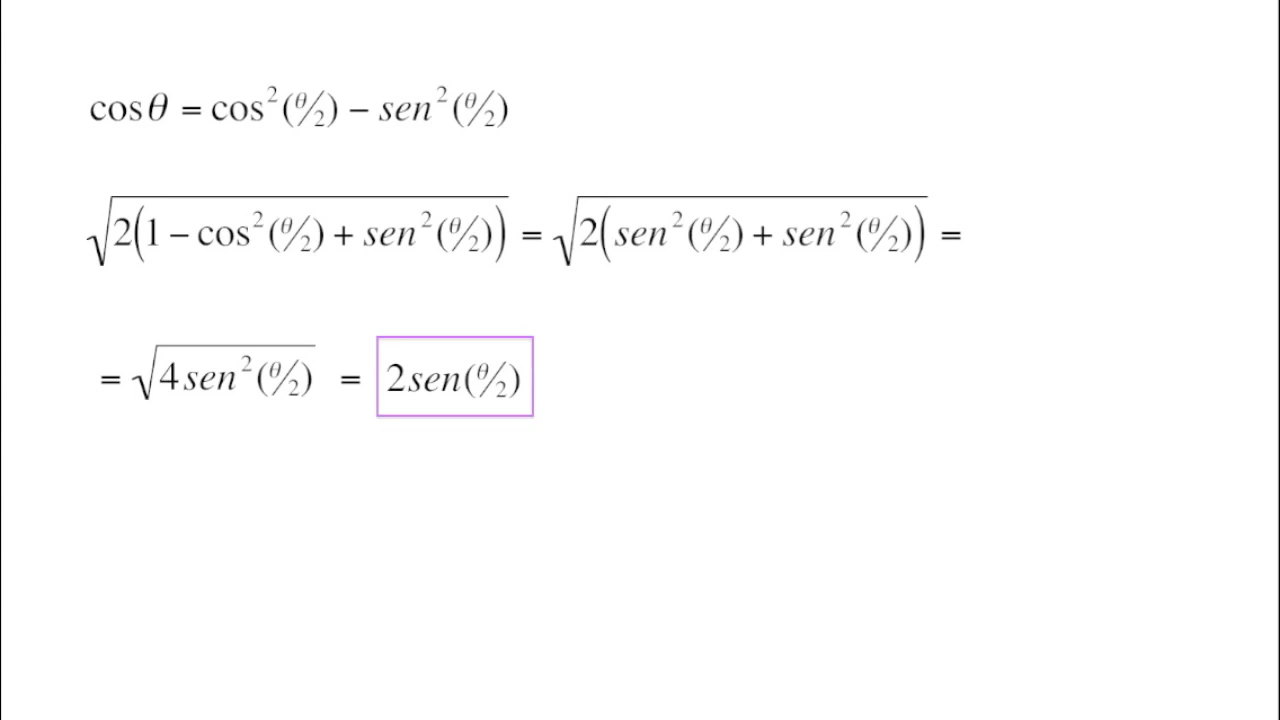 cosθ = cos²(θ/2) − sen²(θ/2)
√2(1 − cos²(θ/2) + sen²(θ/2)) = √2(sen²(θ/2) + sen²(θ/2)) =
= √4sen²(θ/2) = 2sen(θ/2)